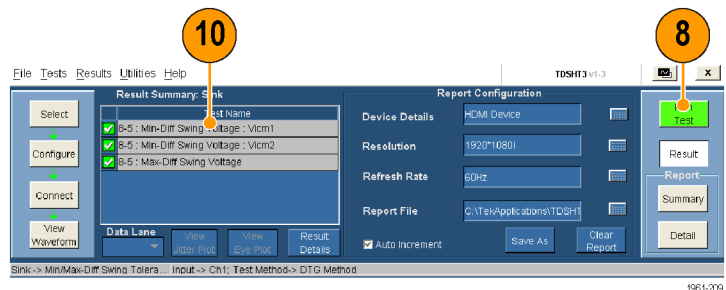 10
8
File Tests Results Utilities Help
TDSHT3 v1-3
x
Result Summary: Sink
Test Name
8-5 : Min-Diff Swing Voltage : Vicm1
8-5 : Min-Diff Swing Voltage : Vicm2
8-5 : Max-Diff Swing Voltage
Select
Configure
Connect
View
Waveform
Data Lane
View
Jitter Plot
View
Eye Plot
Result
Details
Report Configuration
Device Details
HDMI Device
Resolution
1920*1080i
Refresh Rate
60Hz
Report File
C:\TekApplications\TDSHT
Auto Increment
Save As
Clear
Report
Test
Result
Report
Summary
Detail
Sink -> Min/Max-Diff Swing Tolera... Input -> Ch1; Test Method-> DTG Method
1961-209